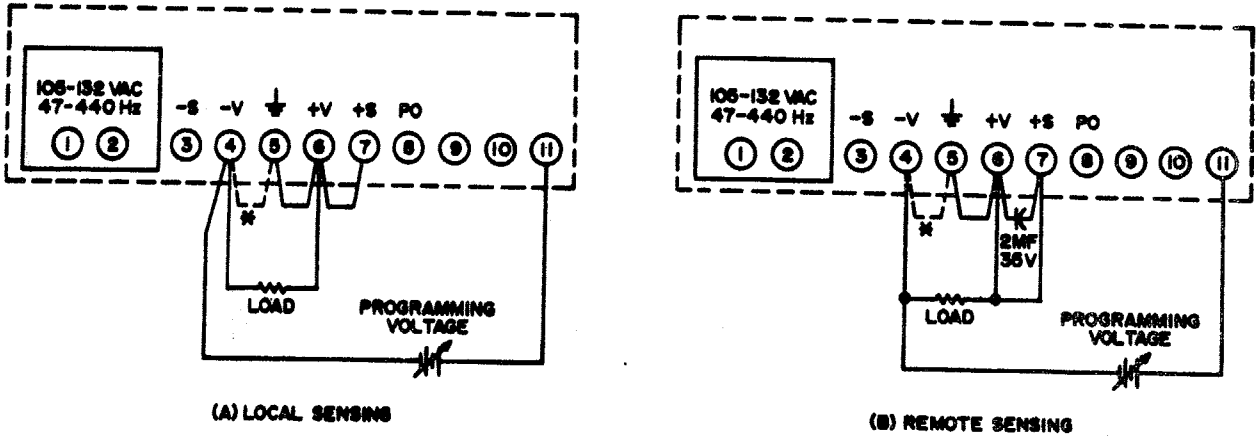 105-132 VAC
47-440 Hz
-S -V +V +S PO
1 2 3 4 5 6 7 8 9 10 11
*
LOAD
PROGRAMMING
VOLTAGE
(A) LOCAL SENSING
105-132 VAC
47-440 Hz
-S -V +V +S PO
1 2 3 4 5 6 7 8 9 10 11
*
2MF
35V
LOAD
PROGRAMMING
VOLTAGE
(B) REMOTE SENSING